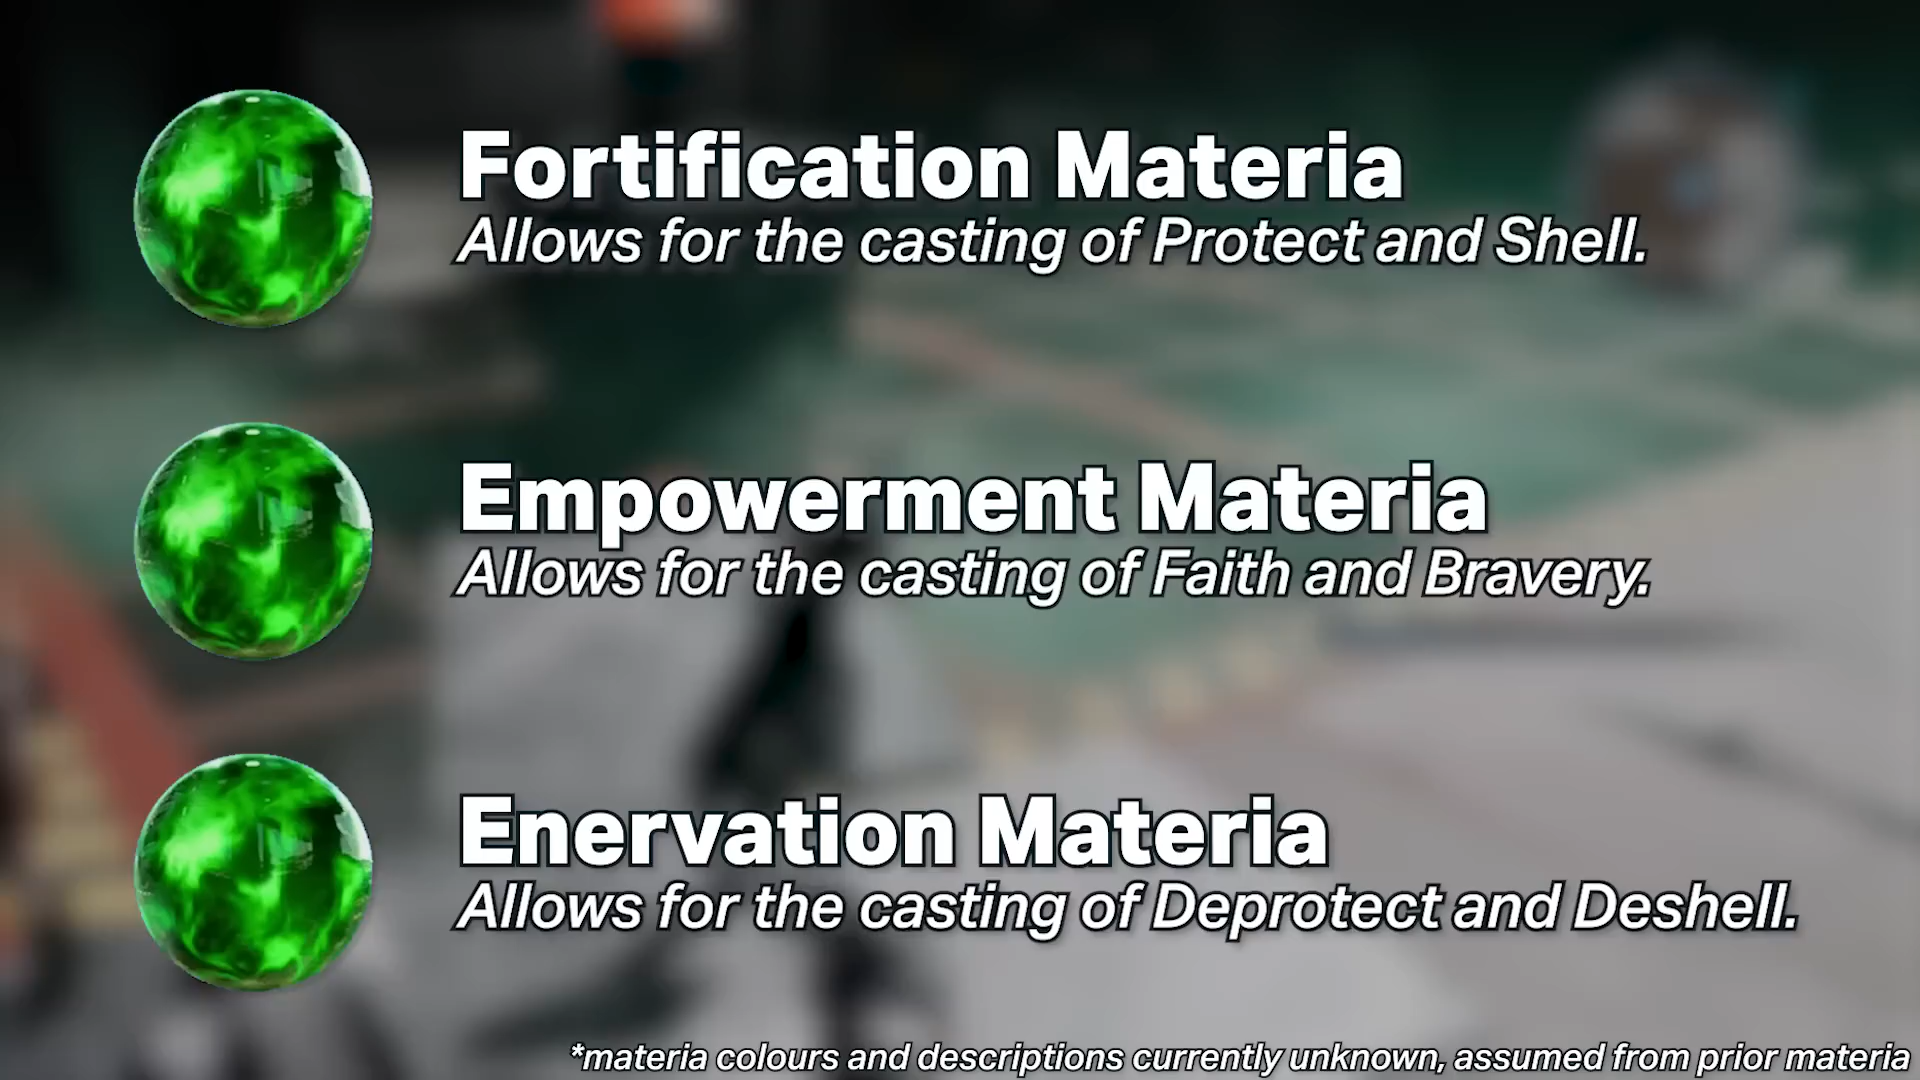 Fortification Materia
Allows for the casting of Protect and Shell.
Empowerment Materia
Allows for the casting of Faith and Bravery.
Enervation Materia
Allows for the casting of Deprotect and Deshell.
*materia colours and descriptions currently unknown, assumed from prior materia